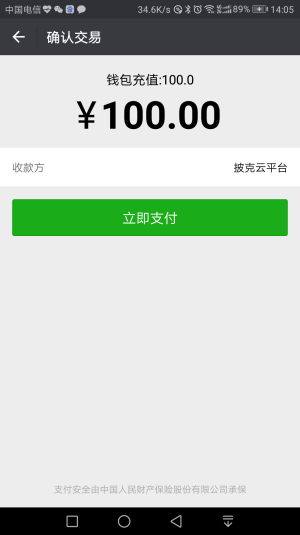 中国电信 34.6K/s 89% 14:05
确认交易
钱包充值:100.0
￥100.00
收款方 披克云平台
立即支付
支付安全由中国人民财产保险股份有限公司承保